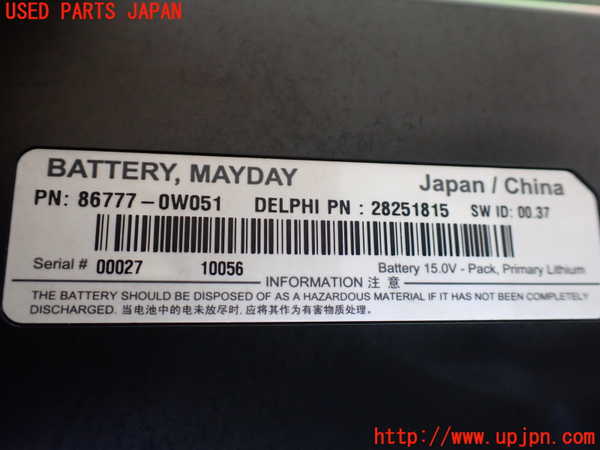 USED PARTS JAPAN
BATTERY, MAYDAY
Japan / China
PN: 86777-0W051 DELPHI PN : 28251815 SW ID: 00.37
Serial # 00027 10056 Battery 15.0V - Pack, Primary Lithium
INFORMATION 注 意
THE BATTERY SHOULD BE DISPOSED OF AS A HAZARDOUS MATERIAL IF IT HAS NOT BEEN COMPLETELY
DISCHARGED. 当电池中的电未放尽时, 应将其作为有害物质处理.
http://www.upjpn.com/